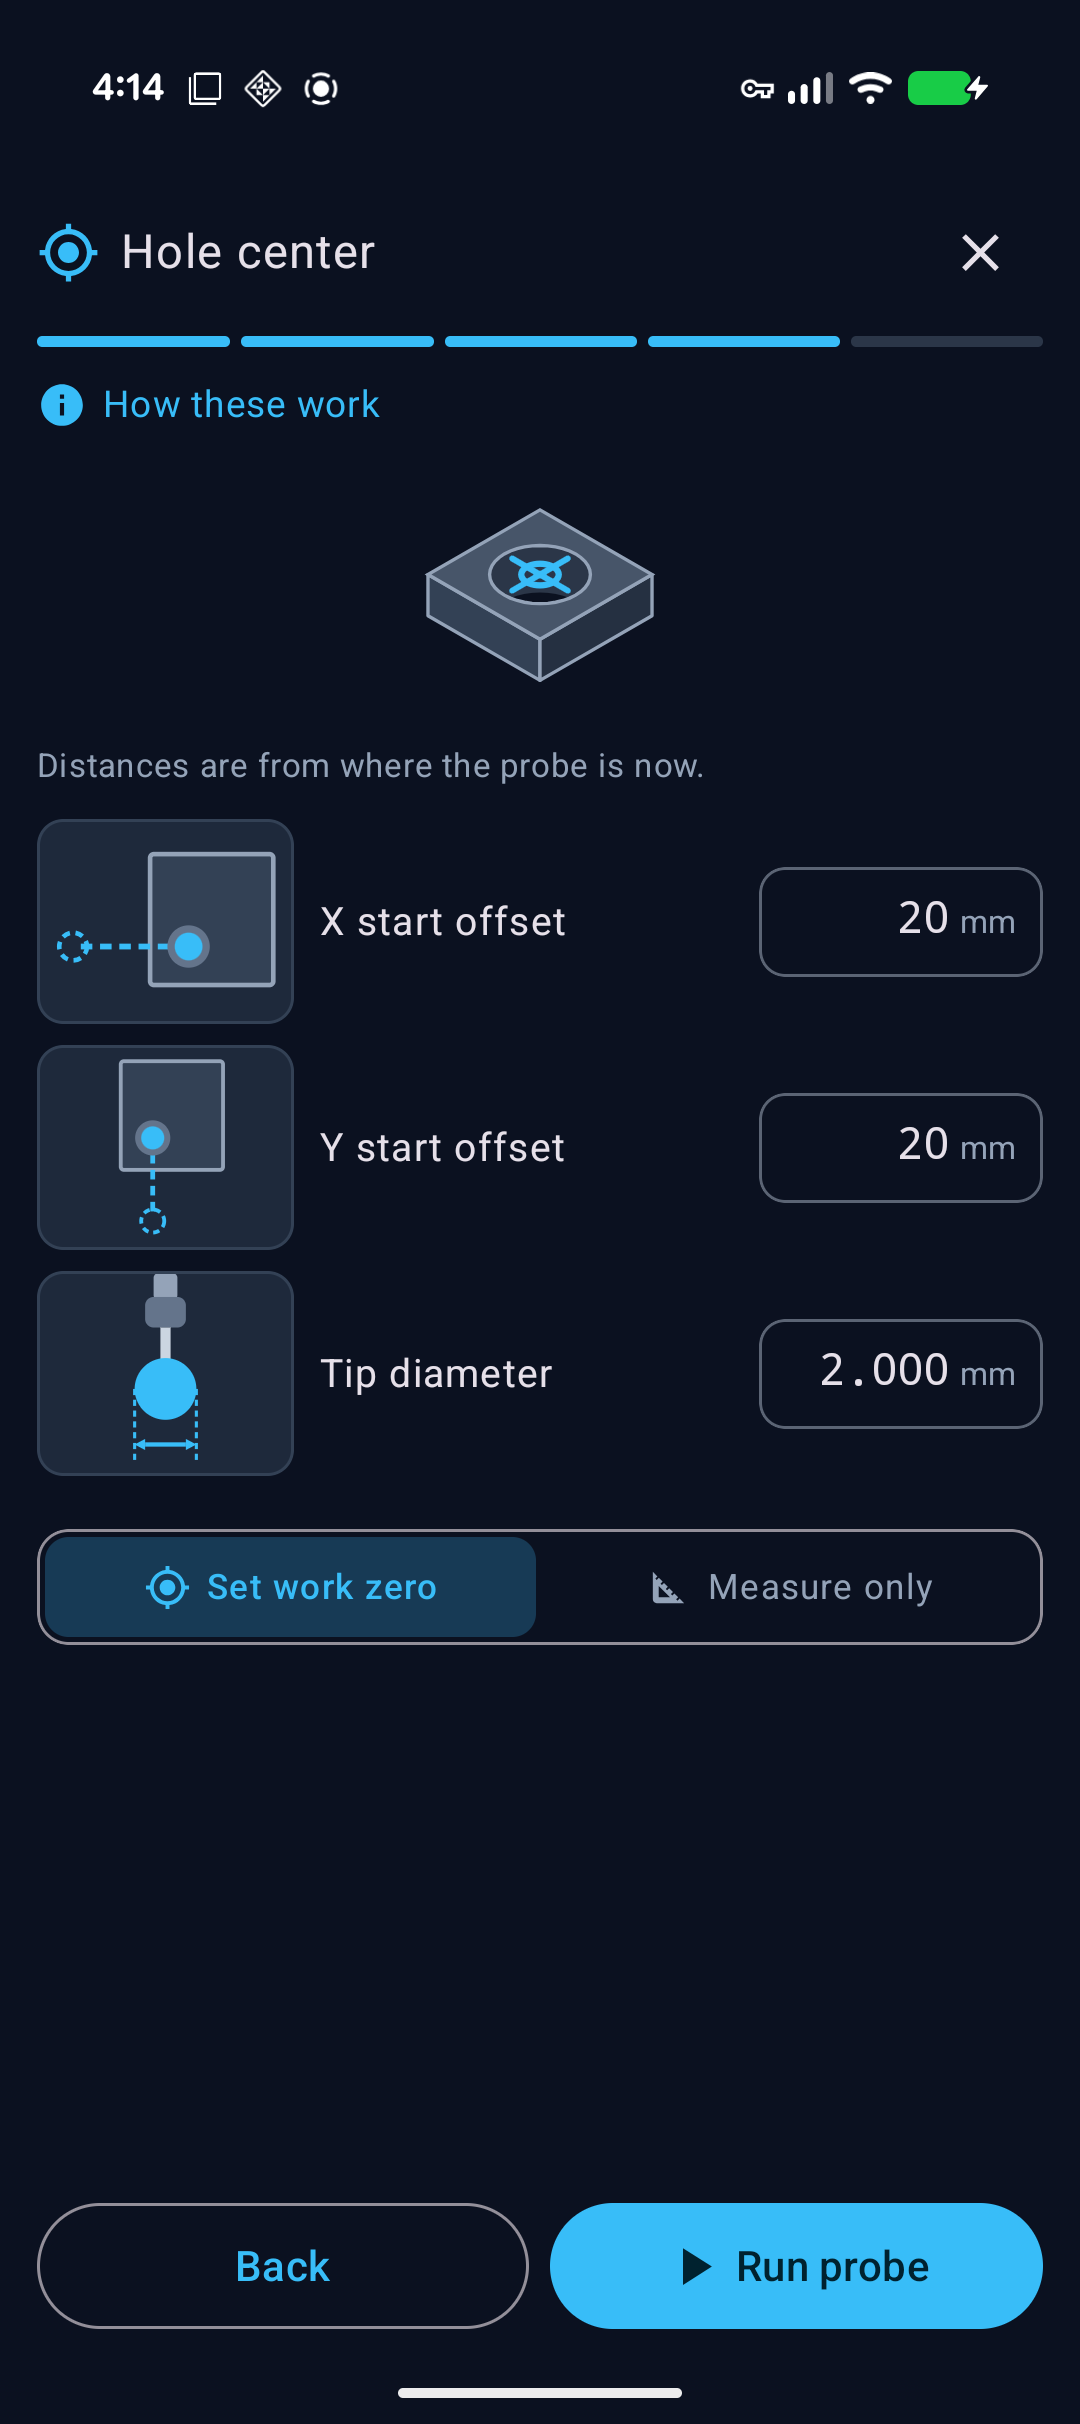 4:14
Hole center
How these work
Distances are from where the probe is now.
X start offset
20 mm
Y start offset
20 mm
Tip diameter
2.000 mm
Set work zero
Measure only
Back
Run probe